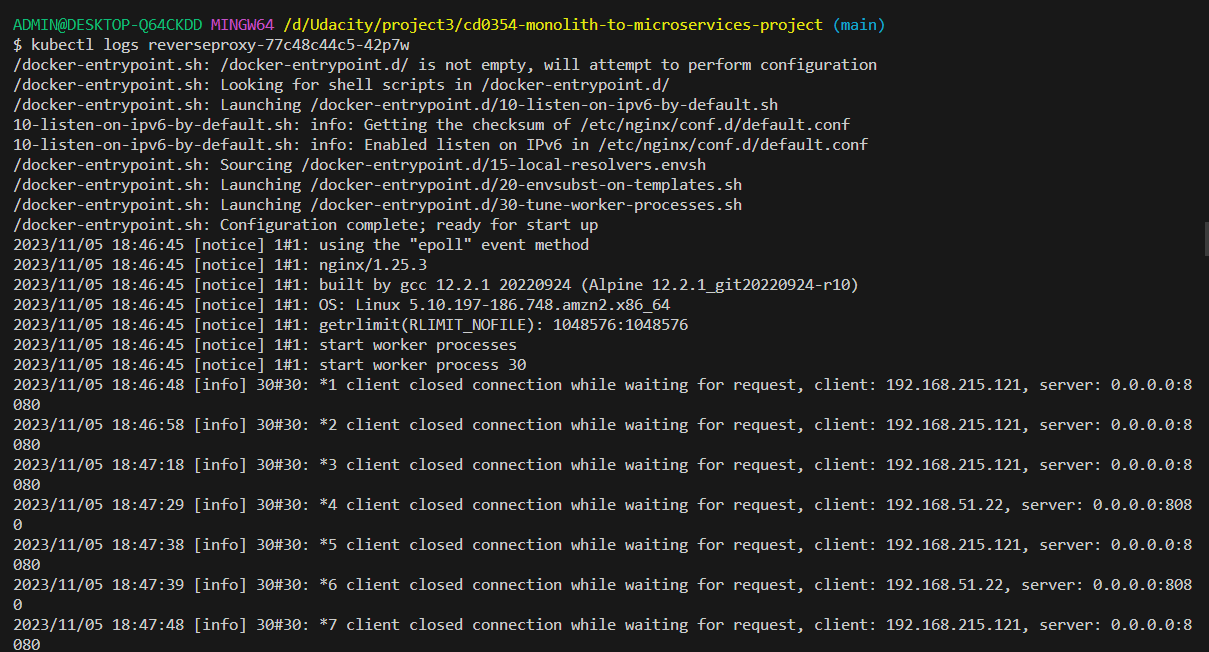 ADMIN@DESKTOP-Q64CKDD MINGW64 /d/Udacity/project3/cd0354-monolith-to-microservices-project (main)
$ kubectl logs reverseproxy-77c48c44c5-42p7w
/docker-entrypoint.sh: /docker-entrypoint.d/ is not empty, will attempt to perform configuration
/docker-entrypoint.sh: Looking for shell scripts in /docker-entrypoint.d/
/docker-entrypoint.sh: Launching /docker-entrypoint.d/10-listen-on-ipv6-by-default.sh
10-listen-on-ipv6-by-default.sh: info: Getting the checksum of /etc/nginx/conf.d/default.conf
10-listen-on-ipv6-by-default.sh: info: Enabled listen on IPv6 in /etc/nginx/conf.d/default.conf
/docker-entrypoint.sh: Sourcing /docker-entrypoint.d/15-local-resolvers.envsh
/docker-entrypoint.sh: Launching /docker-entrypoint.d/20-envsubst-on-templates.sh
/docker-entrypoint.sh: Launching /docker-entrypoint.d/30-tune-worker-processes.sh
/docker-entrypoint.sh: Configuration complete; ready for start up
2023/11/05 18:46:45 [notice] 1#1: using the "epoll" event method
2023/11/05 18:46:45 [notice] 1#1: nginx/1.25.3
2023/11/05 18:46:45 [notice] 1#1: built by gcc 12.2.1 20220924 (Alpine 12.2.1_git20220924-r10)
2023/11/05 18:46:45 [notice] 1#1: OS: Linux 5.10.197-186.748.amzn2.x86_64
2023/11/05 18:46:45 [notice] 1#1: getrlimit(RLIMIT_NOFILE): 1048576:1048576
2023/11/05 18:46:45 [notice] 1#1: start worker processes
2023/11/05 18:46:45 [notice] 1#1: start worker process 30
2023/11/05 18:46:48 [info] 30#30: *1 client closed connection while waiting for request, client: 192.168.215.121, server: 0.0.0.0:8
080
2023/11/05 18:46:58 [info] 30#30: *2 client closed connection while waiting for request, client: 192.168.215.121, server: 0.0.0.0:8
080
2023/11/05 18:47:18 [info] 30#30: *3 client closed connection while waiting for request, client: 192.168.215.121, server: 0.0.0.0:8
080
2023/11/05 18:47:29 [info] 30#30: *4 client closed connection while waiting for request, client: 192.168.51.22, server: 0.0.0.0:808
0
2023/11/05 18:47:38 [info] 30#30: *5 client closed connection while waiting for request, client: 192.168.215.121, server: 0.0.0.0:8
080
2023/11/05 18:47:39 [info] 30#30: *6 client closed connection while waiting for request, client: 192.168.51.22, server: 0.0.0.0:808
0
2023/11/05 18:47:48 [info] 30#30: *7 client closed connection while waiting for request, client: 192.168.215.121, server: 0.0.0.0:8
080